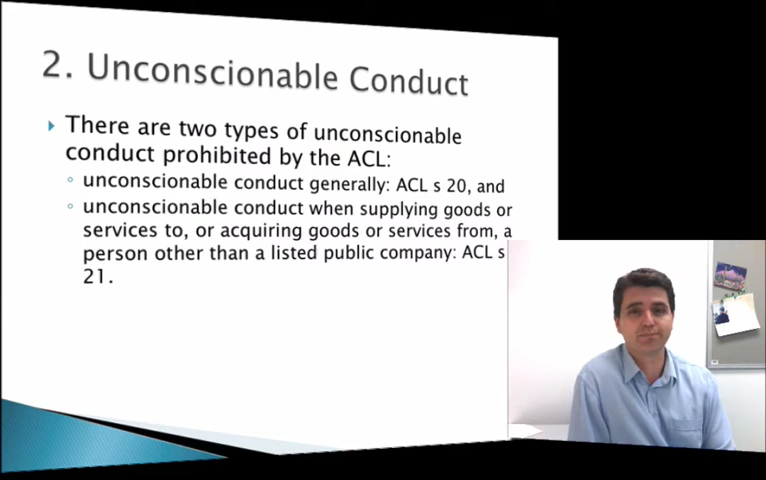 2. Unconscionable Conduct
There are two types of unconscionable
conduct prohibited by the ACL:
unconscionable conduct generally: ACL s 20, and
unconscionable conduct when supplying goods or
services to, or acquiring goods or services from, a
person other than a listed public company: ACL s
21.